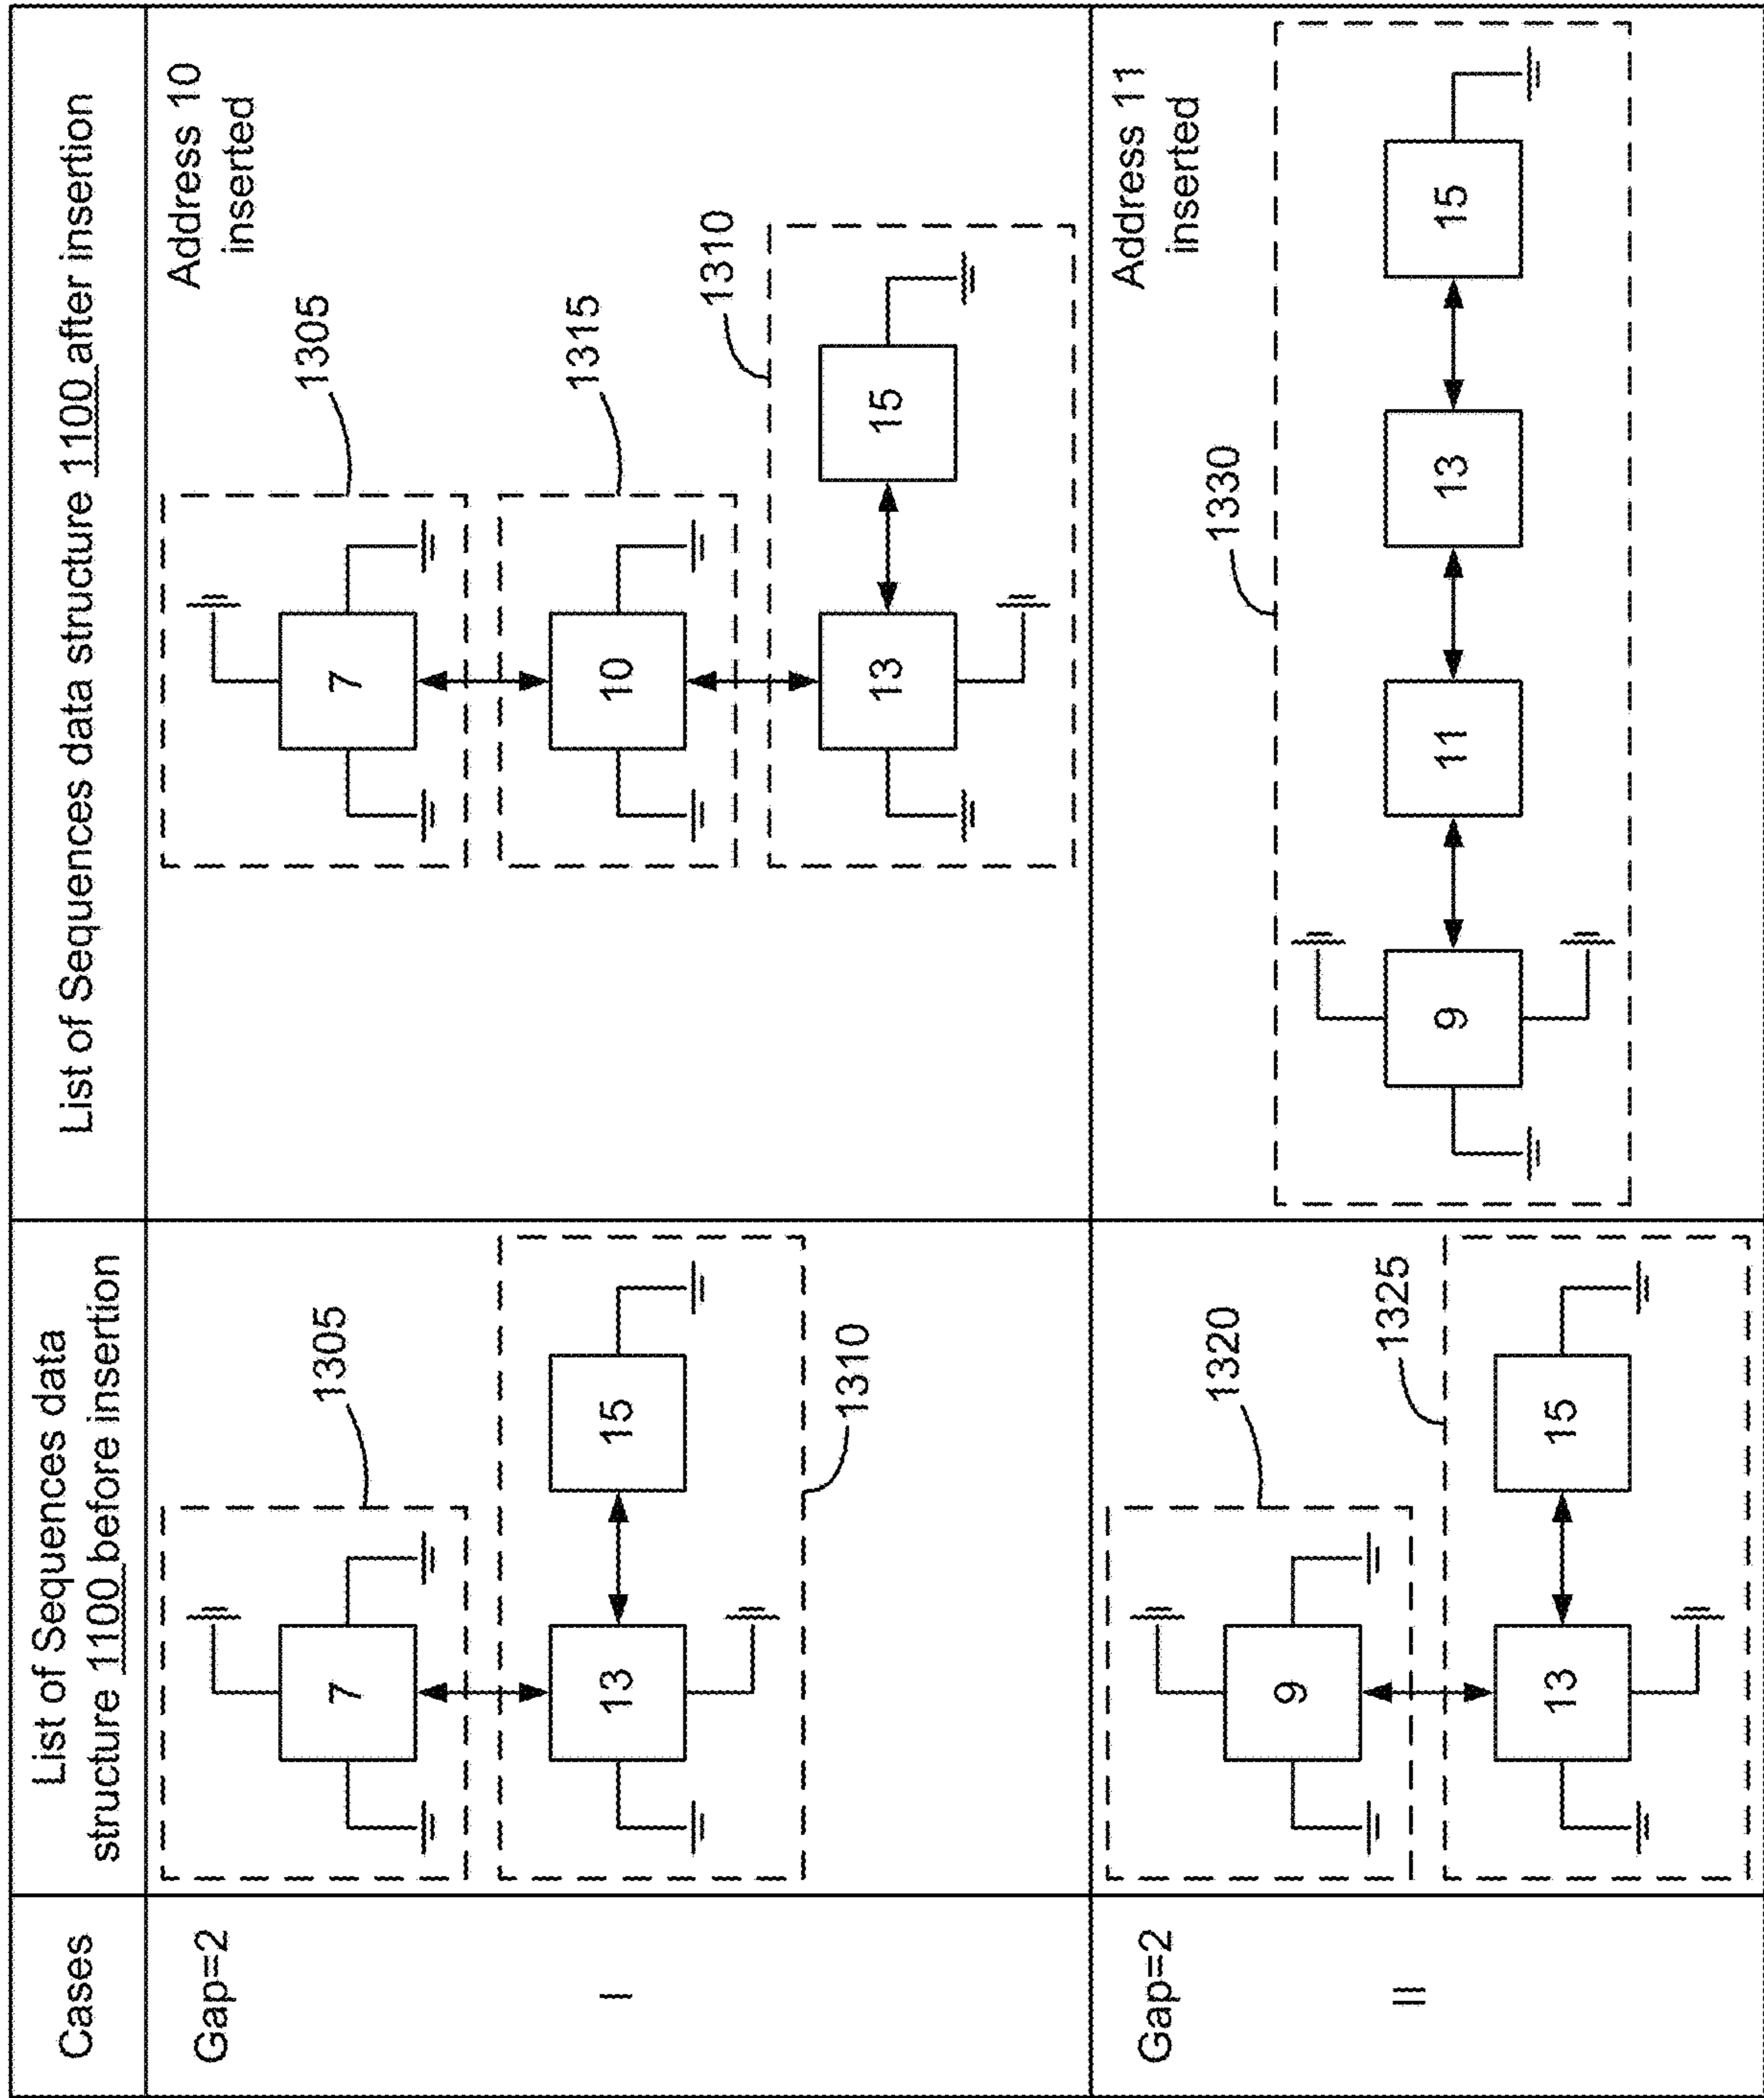 Cases
List of Sequences data
structure 1100 before insertion
List of Sequences data structure 1100 after insertion
Gap=2
I
1305
7
13
15
1310
Address 10
inserted
1305
7
1315
10
1310
13
15
Gap=2
II
1320
9
1325
13
15
Address 11
inserted
1330
9
11
13
15